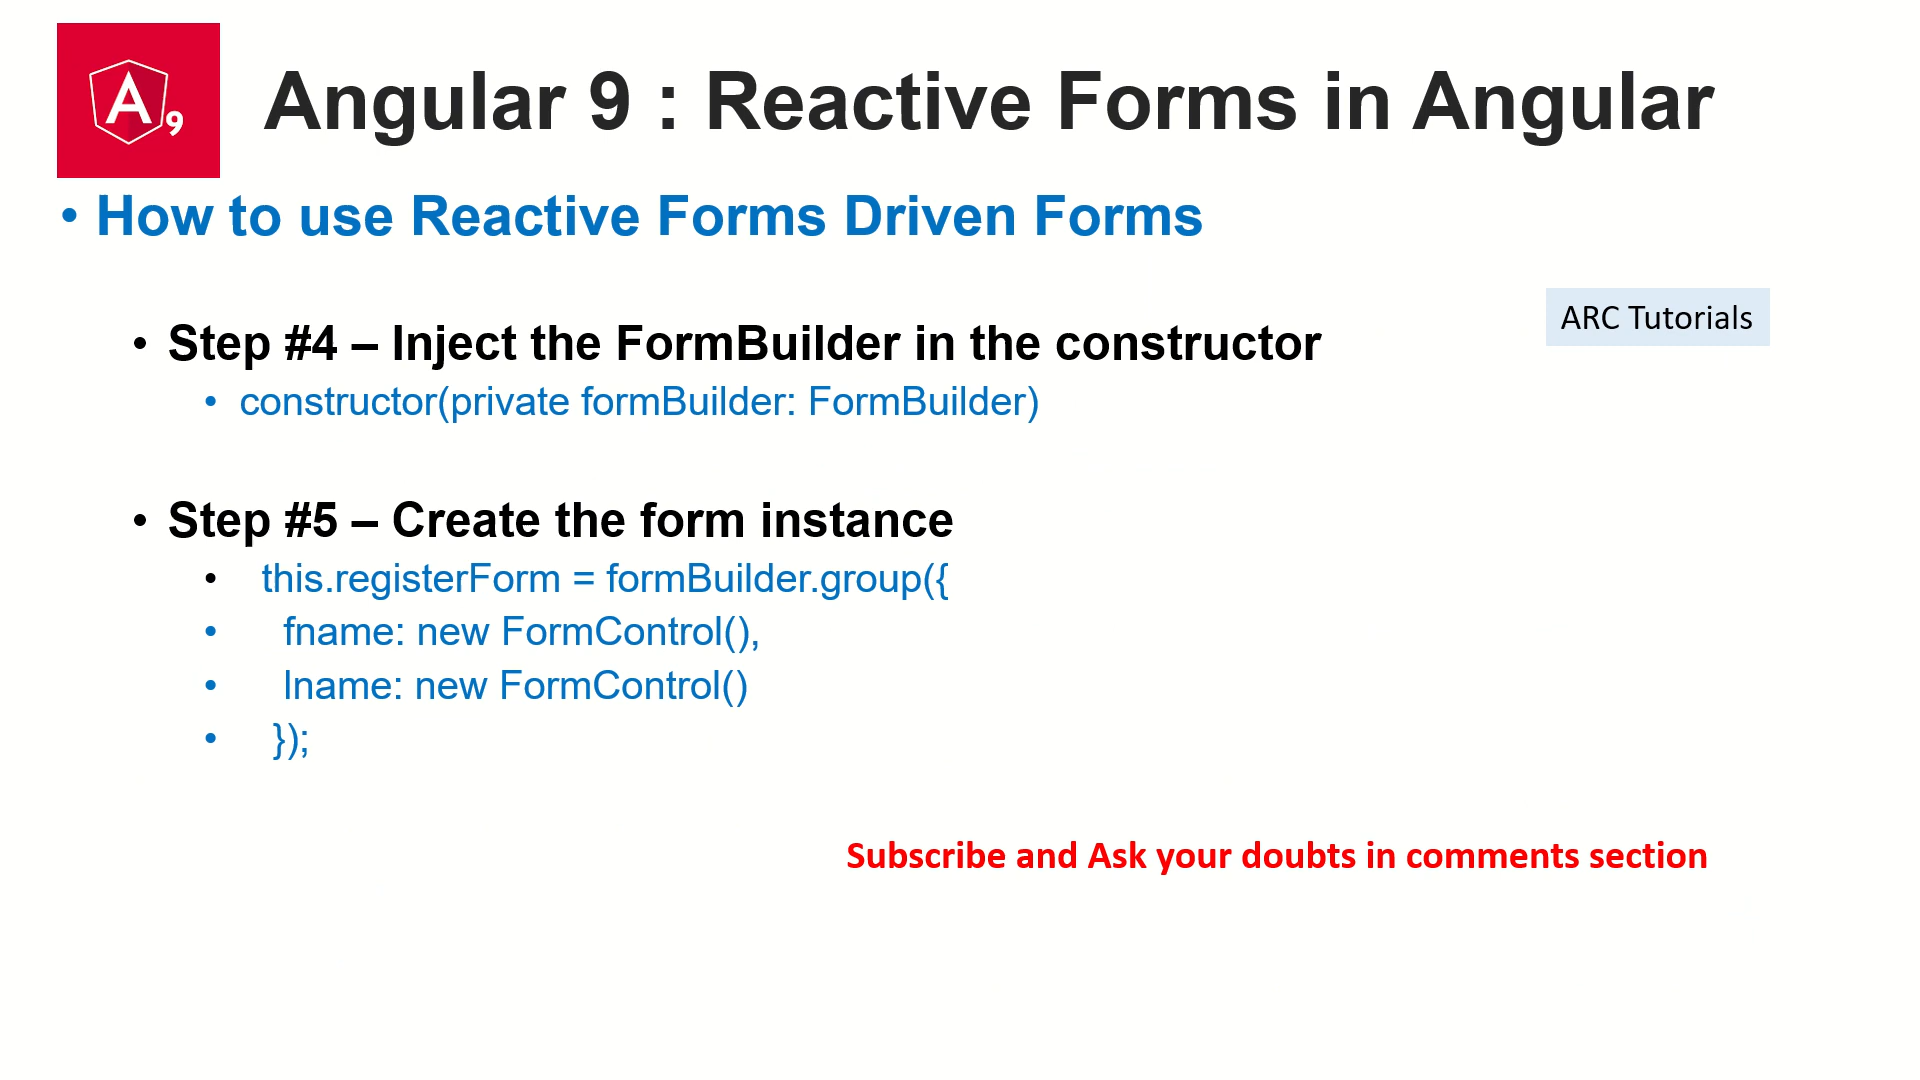 A9
Angular 9 : Reactive Forms in Angular
• How to use Reactive Forms Driven Forms
ARC Tutorials
• Step #4 – Inject the FormBuilder in the constructor
• constructor(private formBuilder: FormBuilder)
• Step #5 – Create the form instance
• this.registerForm = formBuilder.group({
• fname: new FormControl(),
• lname: new FormControl()
• });
Subscribe and Ask your doubts in comments section